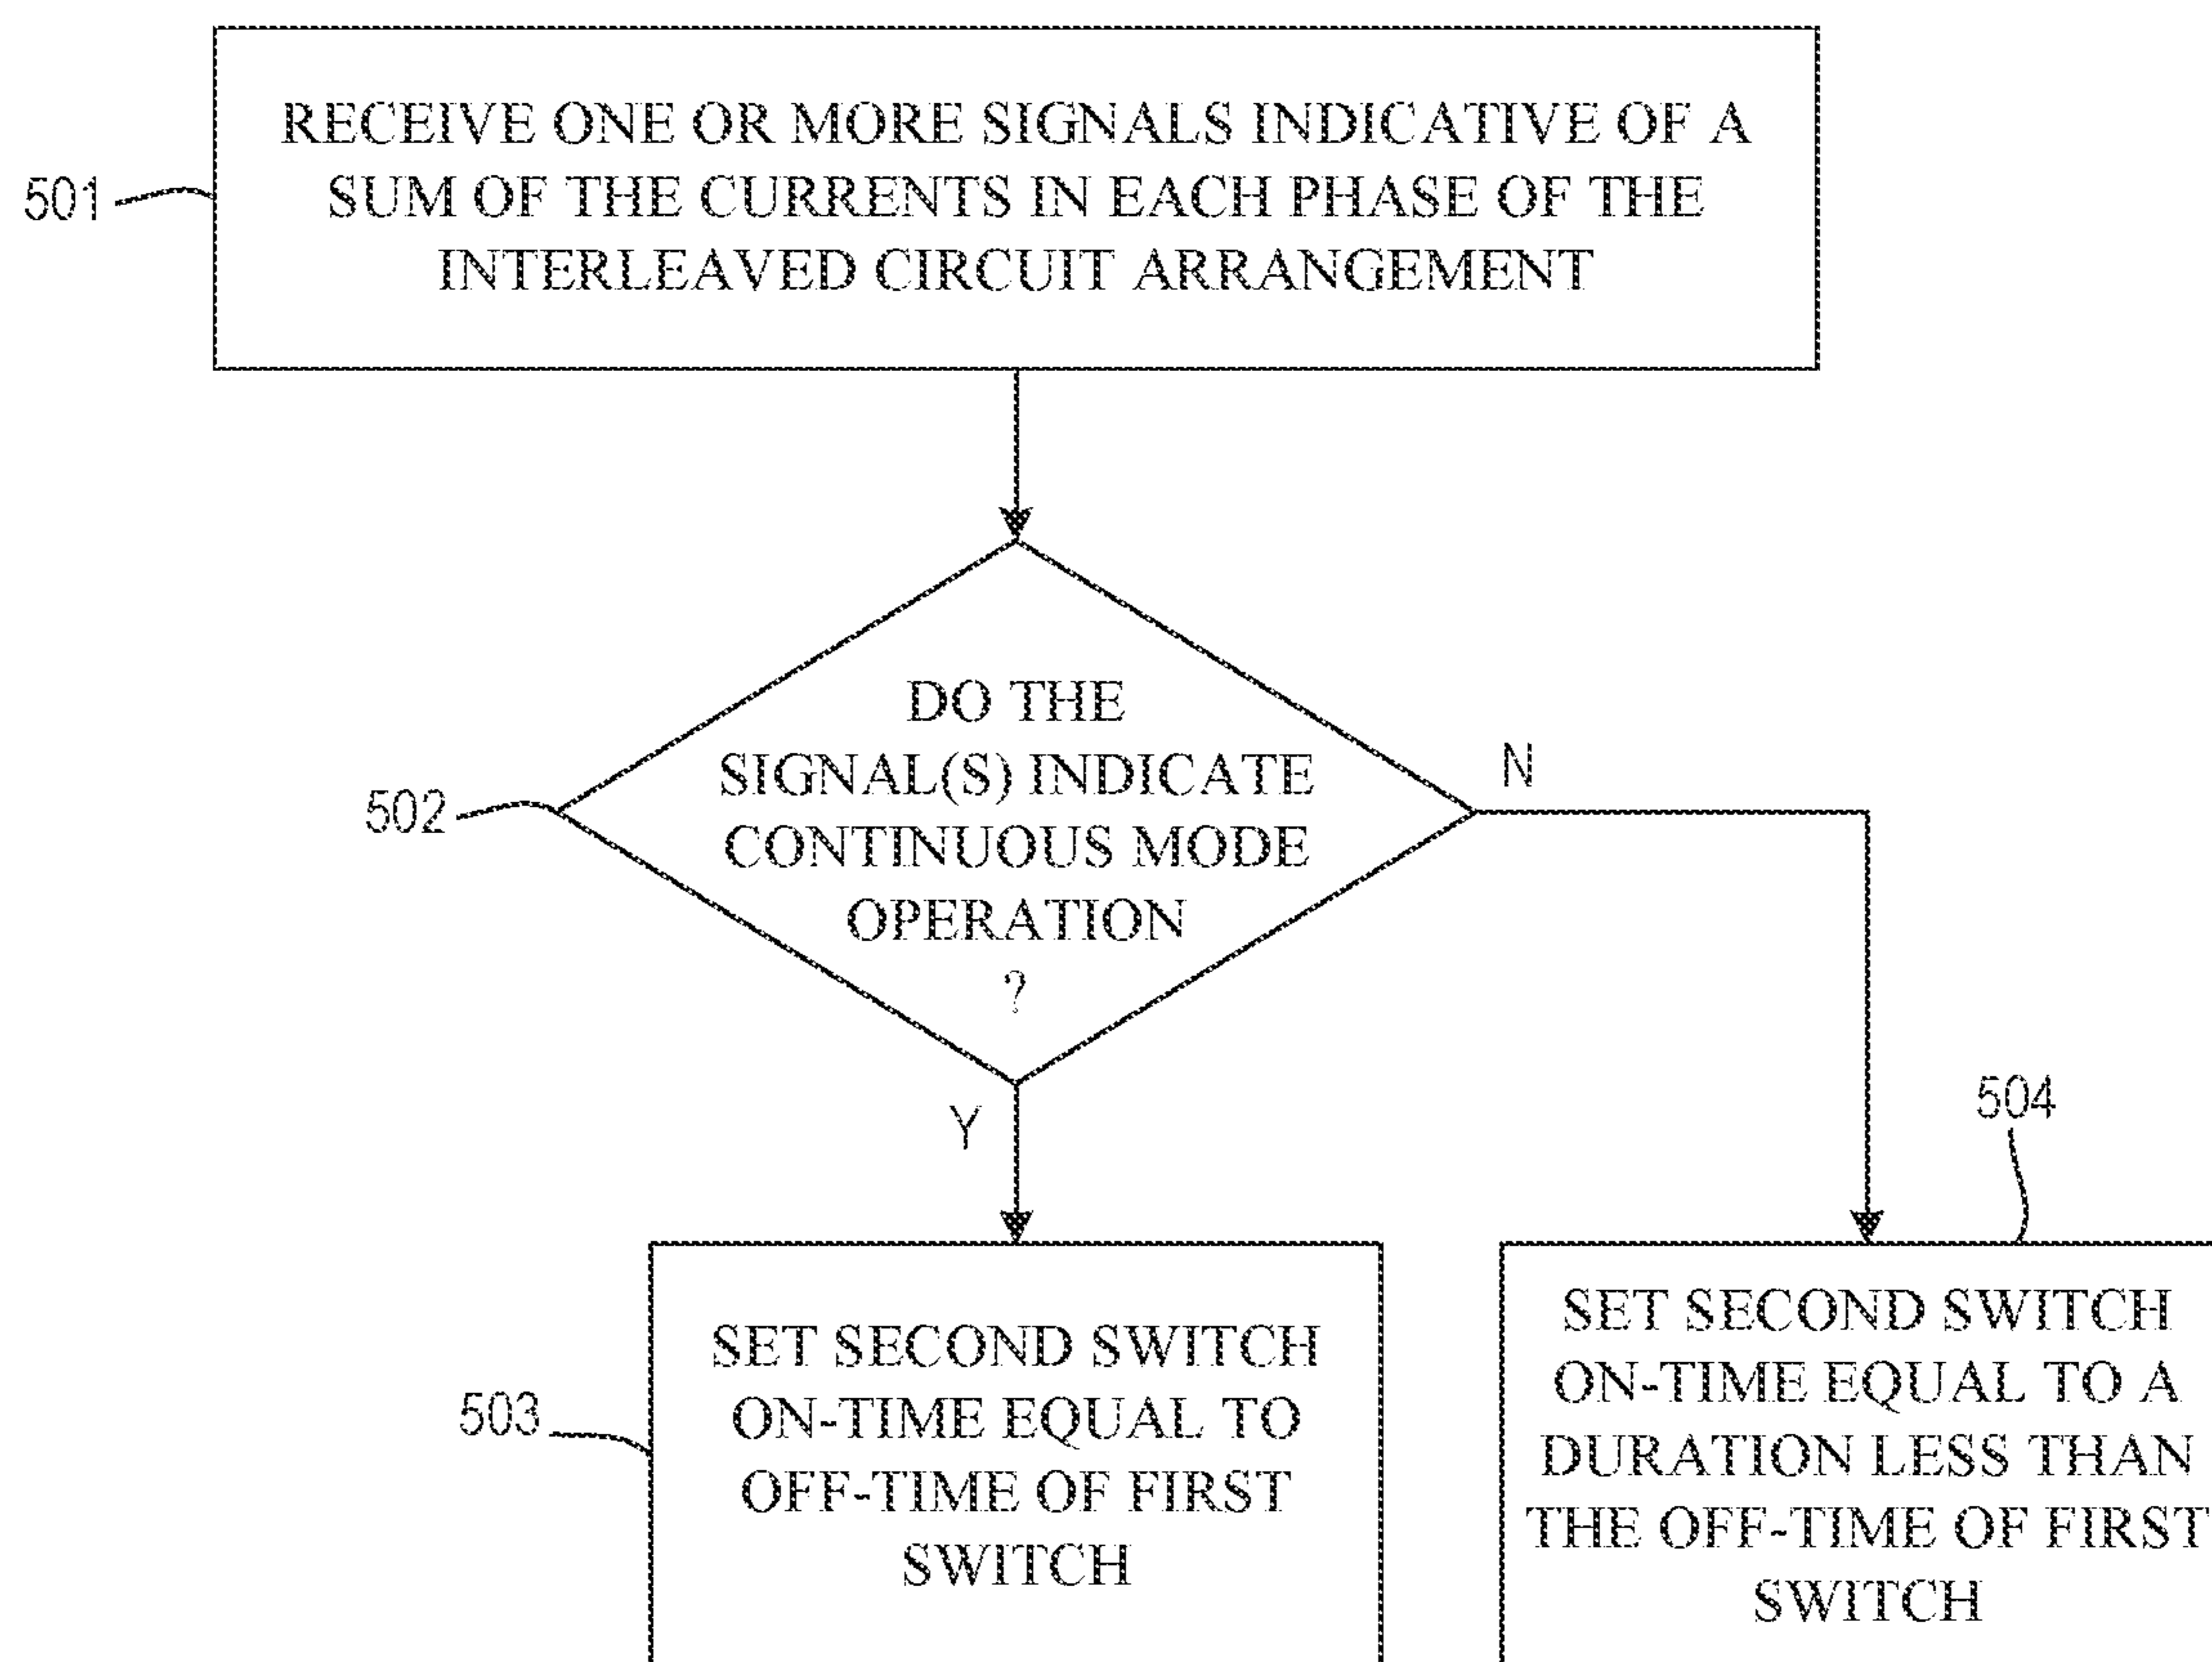 RECEIVE ONE OR MORE SIGNALS INDICATIVE OF A
SUM OF THE CURRENTS IN EACH PHASE OF THE
INTERLEAVED CIRCUIT ARRANGEMENT
501
DO THE
SIGNAL(S) INDICATE
CONTINUOUS MODE
OPERATION
?
502
N
Y
504
SET SECOND SWITCH
ON-TIME EQUAL TO
OFF-TIME OF FIRST
SWITCH
503
SET SECOND SWITCH
ON-TIME EQUAL TO A
DURATION LESS THAN
THE OFF-TIME OF FIRST
SWITCH